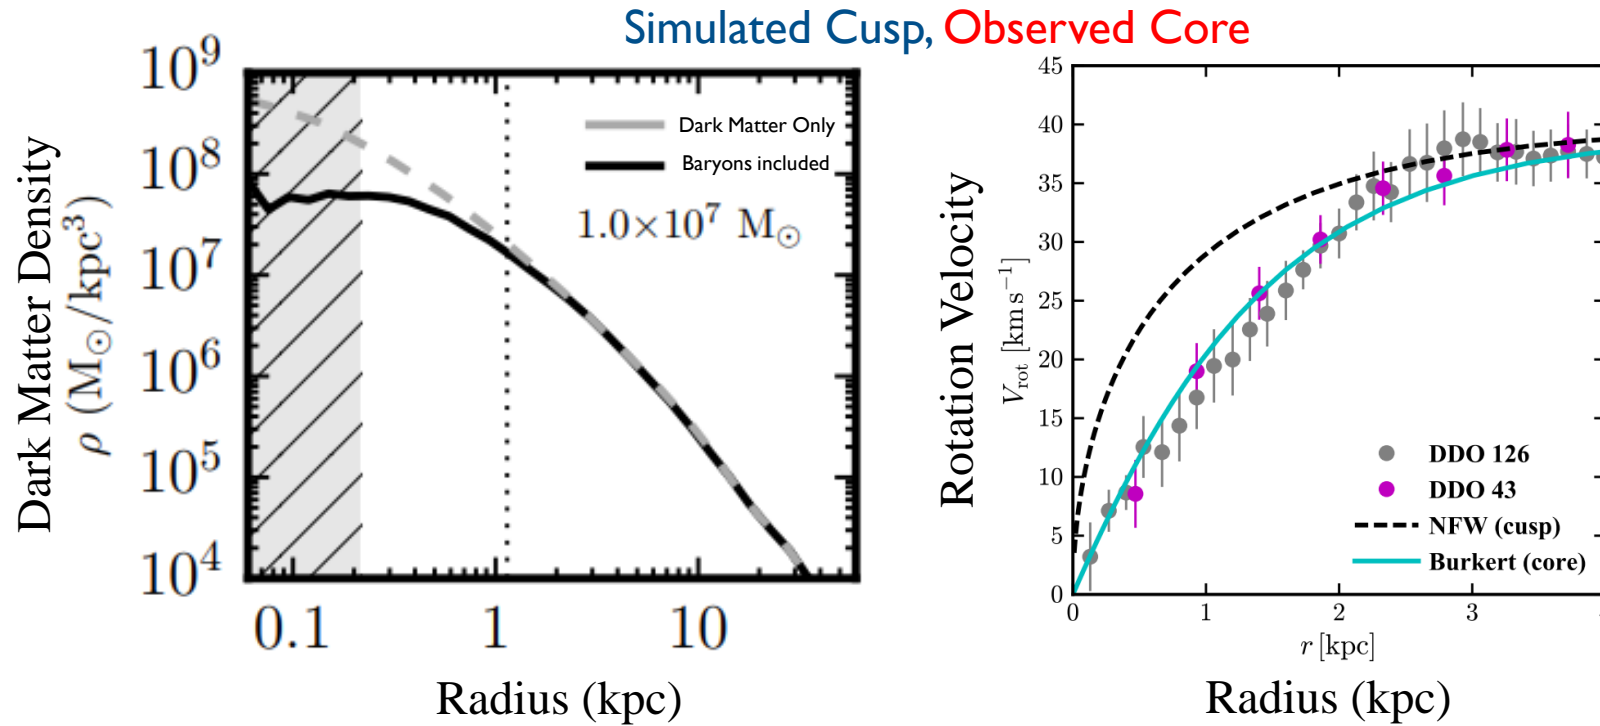 Simulated Cusp, Observed Core
Dark Matter Density
ρ (M⊙/kpc³)
10⁹
10⁸
10⁷
10⁶
10⁵
10⁴
Dark Matter Only
Baryons included
1.0×10⁷ M⊙
0.1
1
10
Radius (kpc)
Rotation Velocity
V_rot [km s⁻¹]
45
40
35
30
25
20
15
10
5
0
DDO 126
DDO 43
NFW (cusp)
Burkert (core)
0
1
2
3
r [kpc]
Radius (kpc)